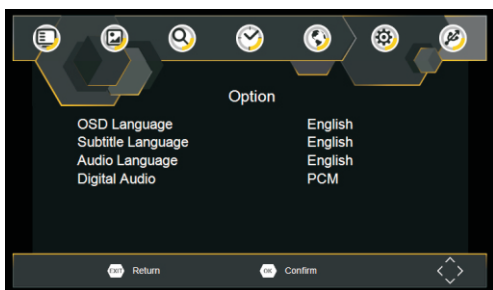 Option
OSD Language English
Subtitle Language English
Audio Language English
Digital Audio PCM
EXIT Return OK Confirm